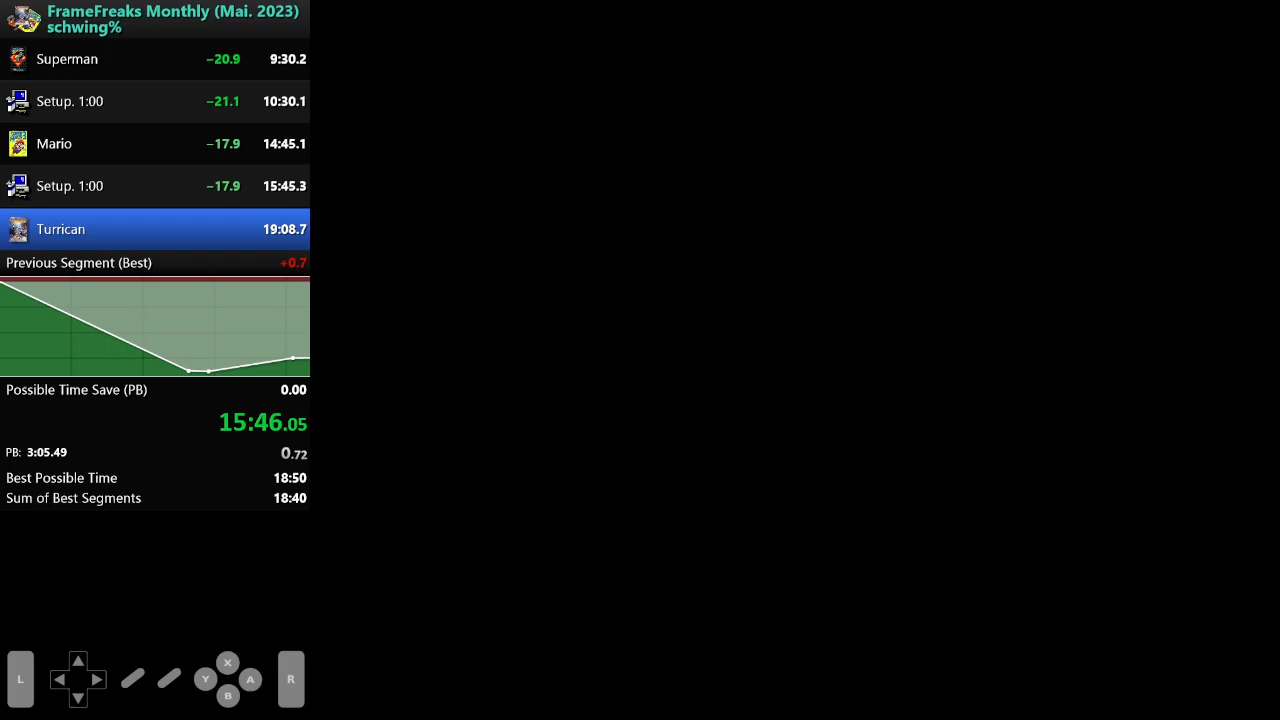 FrameFreaks Monthly (Mai. 2023)
schwing%
Superman −20.9 9:30.2
Setup. 1:00 −21.1 10:30.1
Mario −17.9 14:45.1
Setup. 1:00 −17.9 15:45.3
Turrican 19:08.7
Previous Segment (Best) +0.7
Possible Time Save (PB) 0.00
15:46.05
PB: 3:05.49 0.72
Best Possible Time 18:50
Sum of Best Segments 18:40
X
L Y A R
B